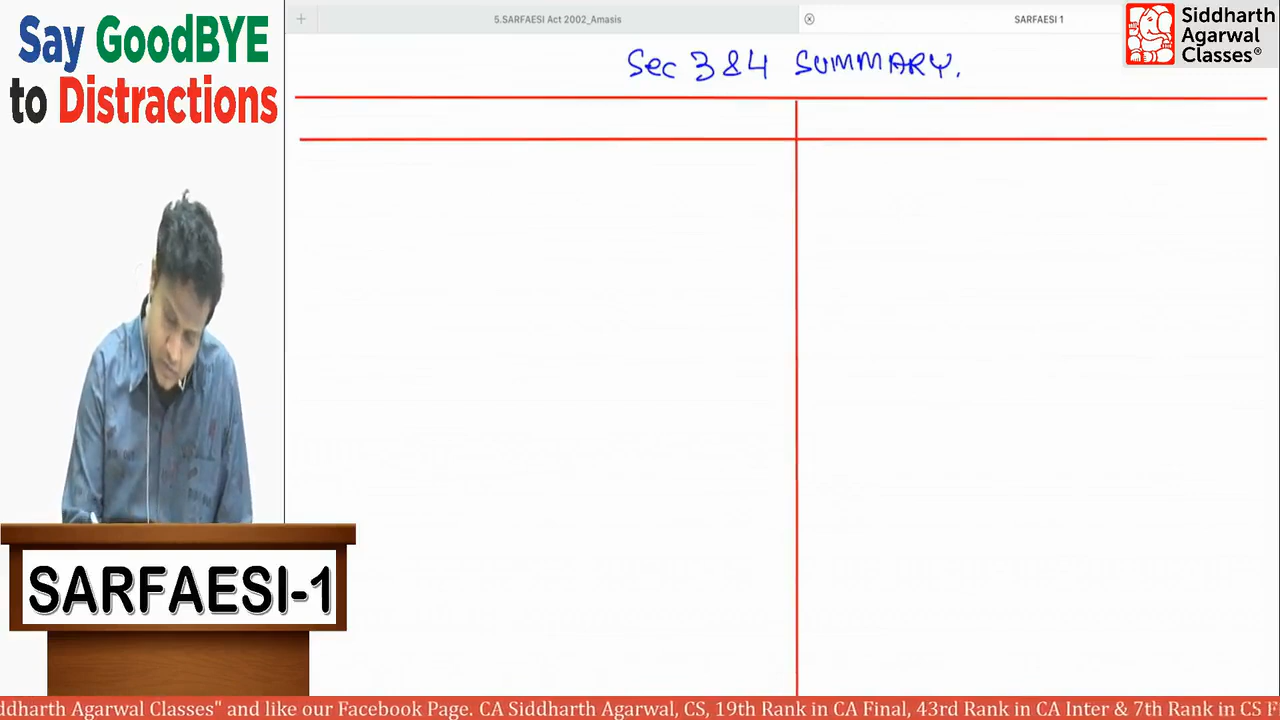 Say GoodBYE
to Distractions
5.SARFAESI Act 2002_Amasis
SARFAESI 1
Siddharth
Agarwal
Classes®
Sec 3 & 4 SUMMARY.
SARFAESI-1
ddharth Agarwal Classes" and like our Facebook Page. CA Siddharth Agarwal, CS, 19th Rank in CA Final, 43rd Rank in CA Inter & 7th Rank in CS F